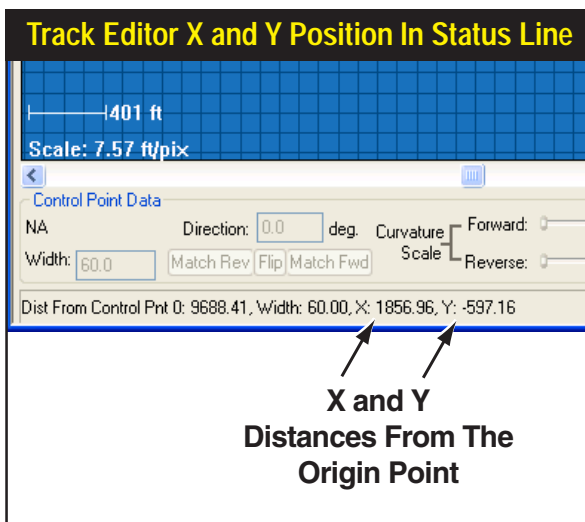 Track Editor X and Y Position In Status Line
401 ft
Scale: 7.57 ft/pix
Control Point Data
NA Direction: 0.0 deg. Curvature Scale Forward:
Width: 60.0 Match Rev Flip Match Fwd Reverse:
Dist From Control Pnt 0: 9688.41, Width: 60.00, X: 1856.96, Y: -597.16
X and Y
Distances From The
Origin Point